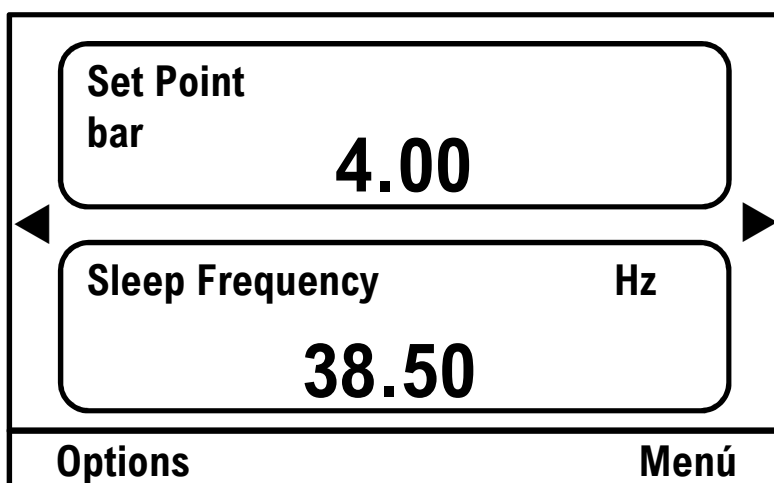 Set Point
bar
4.00
Sleep Frequency Hz
38.50
Options Menú